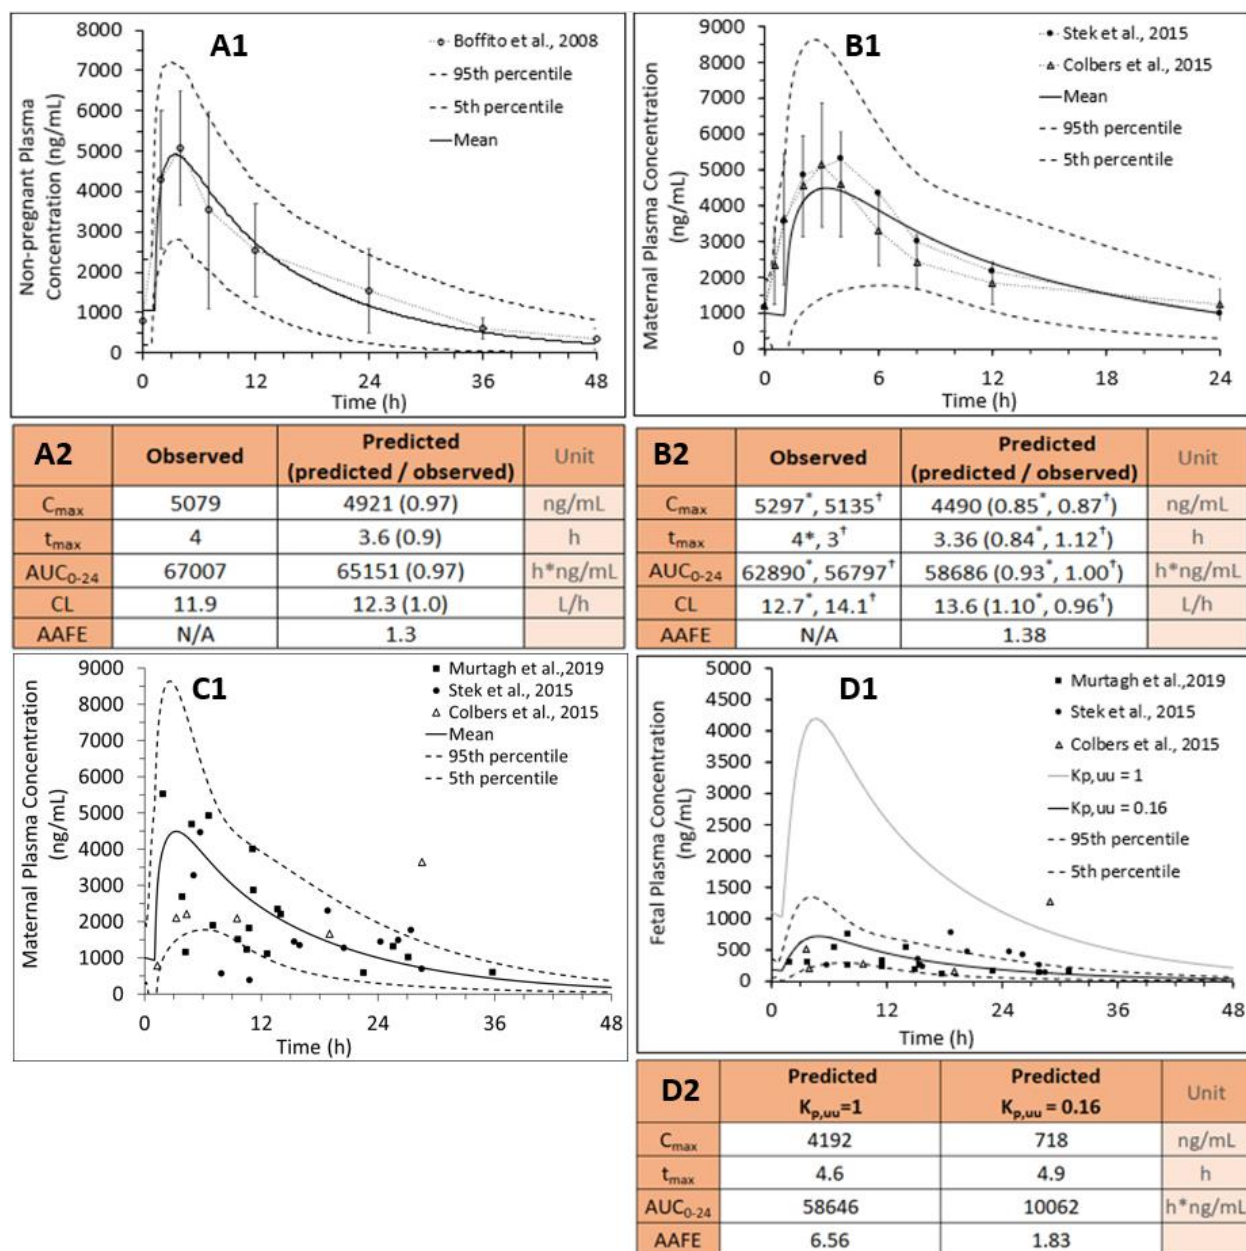 A1
8000
7000
6000
5000
4000
3000
2000
1000
0
0
12
24
36
48
Time (h)
Non-pregnant Plasma
Concentration (ng/mL)
Boffito et al., 2008
95th percentile
5th percentile
Mean
B1
9000
8000
7000
6000
5000
4000
3000
2000
1000
0
0
6
12
18
24
Time (h)
Maternal Plasma Concentration
(ng/mL)
Stek et al., 2015
Colbers et al., 2015
Mean
95th percentile
5th percentile
A2 Observed Predicted (predicted / observed) Unit
Cmax 5079 4921 (0.97) ng/mL
tmax 4 3.6 (0.9) h
AUC0-24 67007 65151 (0.97) h*ng/mL
CL 11.9 12.3 (1.0) L/h
AAFE N/A 1.3
B2 Observed Predicted (predicted / observed) Unit
Cmax 5297*, 5135† 4490 (0.85*, 0.87†) ng/mL
tmax 4*, 3† 3.36 (0.84*, 1.12†) h
AUC0-24 62890*, 56797† 58686 (0.93*, 1.00†) h*ng/mL
CL 12.7*, 14.1† 13.6 (1.10*, 0.96†) L/h
AAFE N/A 1.38
C1
9000
8000
7000
6000
5000
4000
3000
2000
1000
0
0
12
24
36
48
Time (h)
Maternal Plasma Concentration
(ng/mL)
Murtagh et al.,2019
Stek et al., 2015
Colbers et al., 2015
Mean
95th percentile
5th percentile
D1
5000
4500
4000
3500
3000
2500
2000
1500
1000
500
0
0
12
24
36
48
Time (h)
Fetal Plasma Concentration
(ng/mL)
Murtagh et al.,2019
Stek et al., 2015
Colbers et al., 2015
Kp,uu = 1
Kp,uu = 0.16
95th percentile
5th percentile
D2 Predicted Kp,uu=1 Predicted Kp,uu = 0.16 Unit
Cmax 4192 718 ng/mL
tmax 4.6 4.9 h
AUC0-24 58646 10062 h*ng/mL
AAFE 6.56 1.83